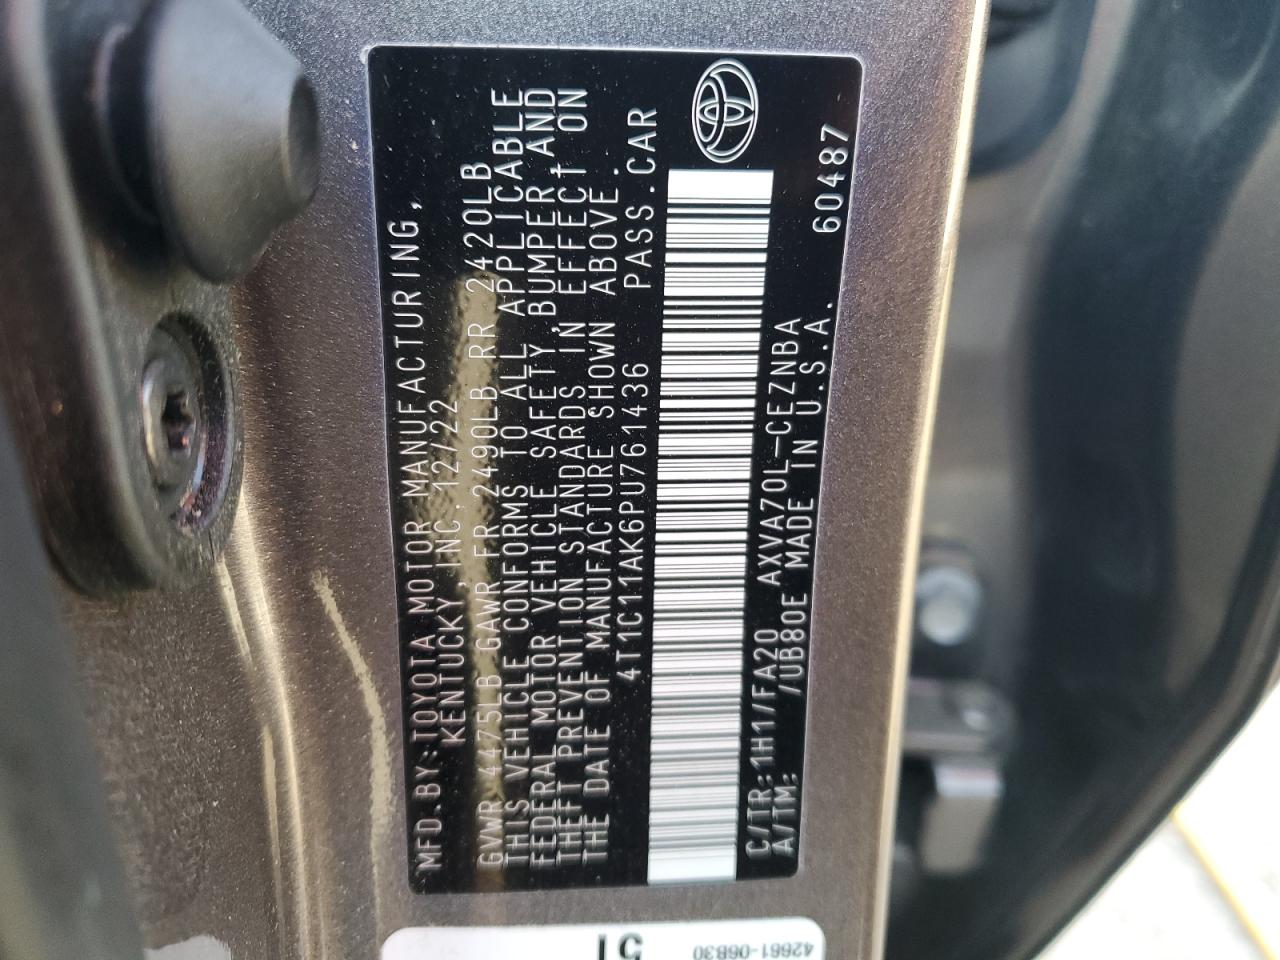 MFD.BY:TOYOTA MOTOR MANUFACTURING,
KENTUCKY, INC. 12/22
GVWR 4475LB GAWR FR 2490LB RR 2420LB
THIS VEHICLE CONFORMS TO ALL APPLICABLE
FEDERAL MOTOR VEHICLE SAFETY, BUMPER, AND
THEFT PREVENTION STANDARDS IN EFFECT ON
THE DATE OF MANUFACTURE SHOWN ABOVE.
4T1C11AK6PU761436 PASS.CAR
C/TR:1H1/FA20 AXVA70L-CEZNBA
A/TM: /UB80E MADE IN U.S.A. 60487
51
42661-06B30